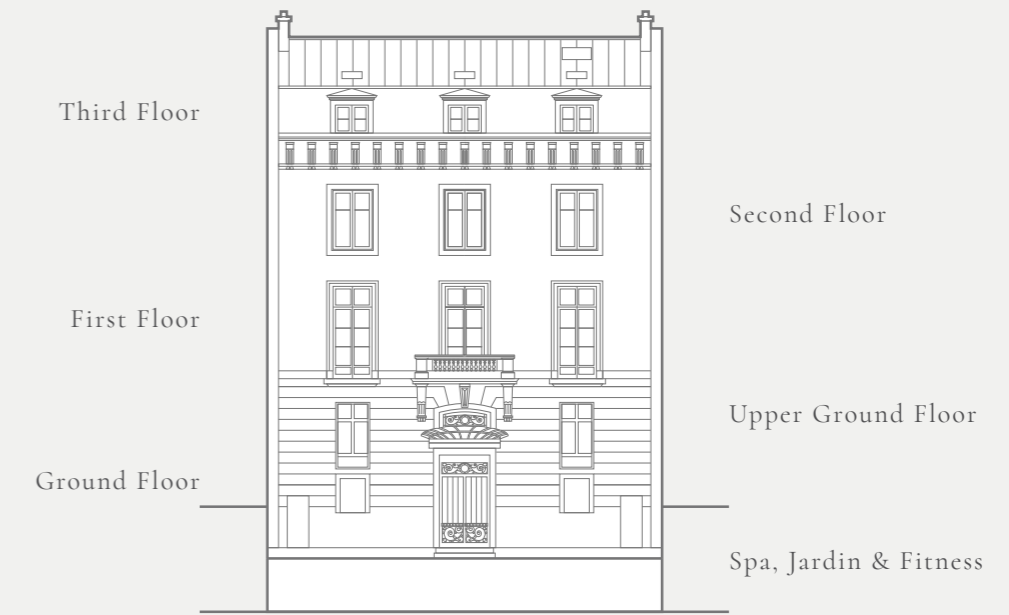 Third Floor
Second Floor
First Floor
Upper Ground Floor
Ground Floor
Spa, Jardin & Fitness